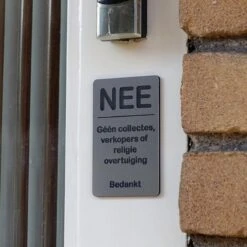 NEE
Géén collectes,
verkopers of
religie
overtuiging
Bedankt